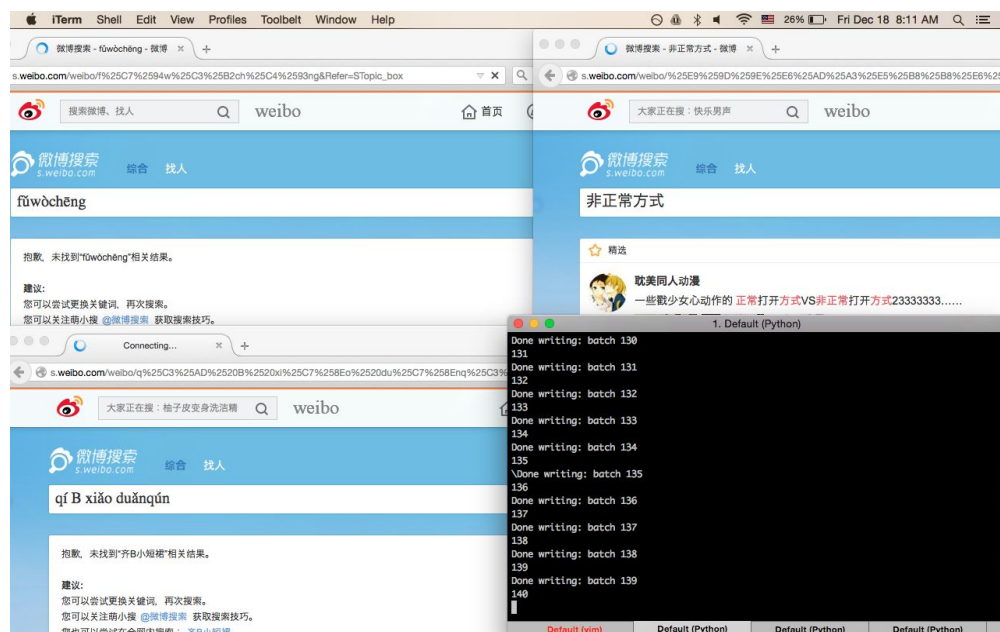 iTerm Shell Edit View Profiles Toolbelt Window Help 26% Fri Dec 18 8:11 AM
微博搜索 - fǔwòchēng - 微博
s.weibo.com/weibo/f%25C7%2594w%25C3%25B2ch%25C4%2593ng&Refer=STopic_box
搜索微博、找人 weibo 首页
微博搜索 综合 找人
s.weibo.com
fǔwòchēng
抱歉，未找到"fǔwòchēng"相关结果。
建议:
您可以尝试更换关键词，再次搜索。
您可以关注萌小搜 @微博搜索 获取搜索技巧。
微博搜索 - 非正常方式 - 微博
s.weibo.com/weibo/%25E9%259D%259E%25E6%25AD%25A3%25E5%25B8%25B8%25E6%25
大家正在搜：快乐男声 weibo
微博搜索 综合 找人
s.weibo.com
非正常方式
精选
耽美同人动漫
一些戳少女心动作的 正常打开方式VS非正常打开方式23333333......
Connecting...
s.weibo.com/weibo/q%25C3%25AD%2520B%2520xi%25C7%258Eo%2520du%25C7%258Enq%25C3%
大家正在搜：柚子皮变身洗洁精 weibo
微博搜索 综合 找人
s.weibo.com
qí B xiǎo duǎnqún
抱歉，未找到"齐B小短裙"相关结果。
建议:
您可以尝试更换关键词，再次搜索。
您可以关注萌小搜 @微博搜索 获取搜索技巧。
1. Default (Python)
Done writing: batch 130
131
Done writing: batch 131
132
Done writing: batch 132
133
Done writing: batch 133
134
Done writing: batch 134
135
\Done writing: batch 135
136
Done writing: batch 136
137
Done writing: batch 137
138
Done writing: batch 138
139
Done writing: batch 139
140
Default (vim) Default (Python) Default (Python) Default (Python)